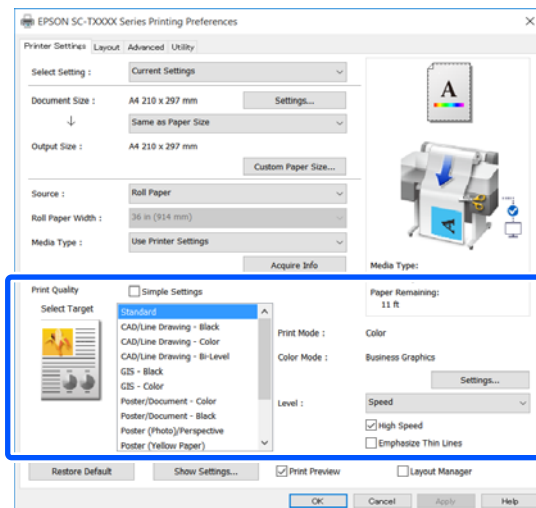 EPSON SC-TXXXX Series Printing Preferences
Printer Settings Layout Advanced Utility
Select Setting : Current Settings
Document Size : A4 210 x 297 mm Settings...
Same as Paper Size
Output Size : A4 210 x 297 mm
Custom Paper Size...
Source : Roll Paper
Roll Paper Width : 36 in (914 mm)
Media Type : Use Printer Settings
Acquire Info
A
A
Media Type:
Paper Remaining:
11 ft
Print Quality Simple Settings
Select Target
Standard
CAD/Line Drawing - Black
CAD/Line Drawing - Color
CAD/Line Drawing - Bi-Level
GIS - Black
GIS - Color
Poster/Document - Color
Poster/Document - Black
Poster (Photo)/Perspective
Poster (Yellow Paper)
Print Mode : Color
Color Mode : Business Graphics
Settings...
Level : Speed
High Speed
Emphasize Thin Lines
Restore Default Show Settings... Print Preview Layout Manager
OK Cancel Apply Help